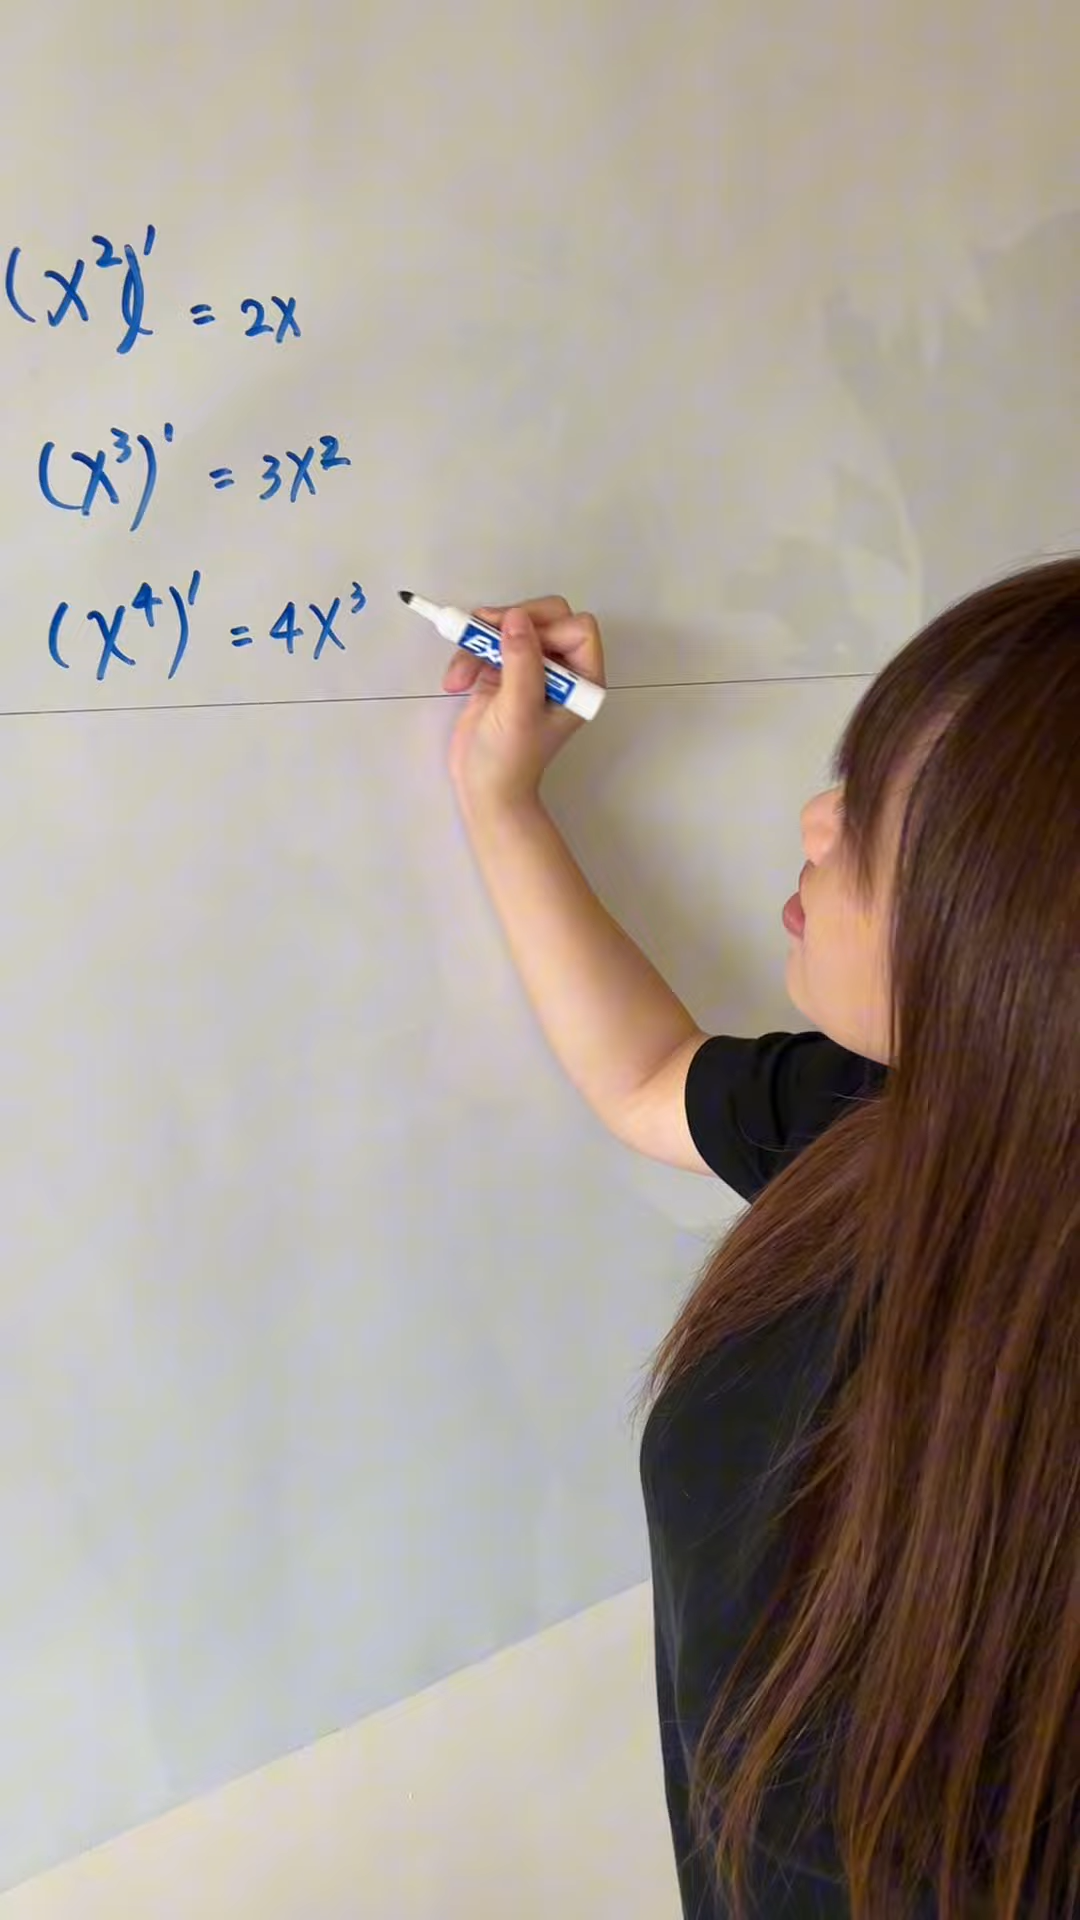 (x²)' = 2x
(x³)' = 3x²
(x⁴)' = 4x³